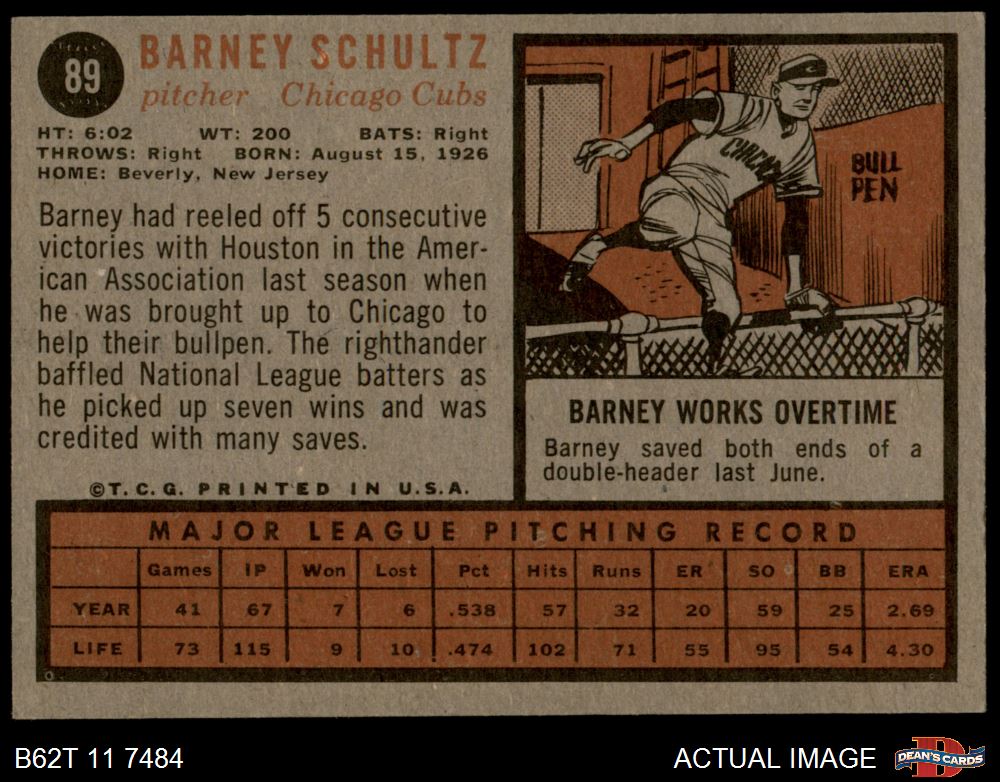 89
BARNEY SCHULTZ
pitcher Chicago Cubs
HT: 6:02 WT: 200 BATS: Right
THROWS: Right BORN: August 15, 1926
HOME: Beverly, New Jersey
Barney had reeled off 5 consecutive
victories with Houston in the Amer-
ican Association last season when
he was brought up to Chicago to
help their bullpen. The righthander
baffled National League batters as
he picked up seven wins and was
credited with many saves.
©T.C.G. PRINTED IN U.S.A.
C
CHICAGO
BULL
PEN
BARNEY WORKS OVERTIME
Barney saved both ends of a
double-header last June.
MAJOR LEAGUE PITCHING RECORD
Games IP Won Lost Pct Hits Runs ER SO BB ERA
YEAR 41 67 7 6 .538 57 32 20 59 25 2.69
LIFE 73 115 9 10 .474 102 71 55 95 54 4.30
B62T 11 7484
ACTUAL IMAGE
D
DEAN'S CARDS